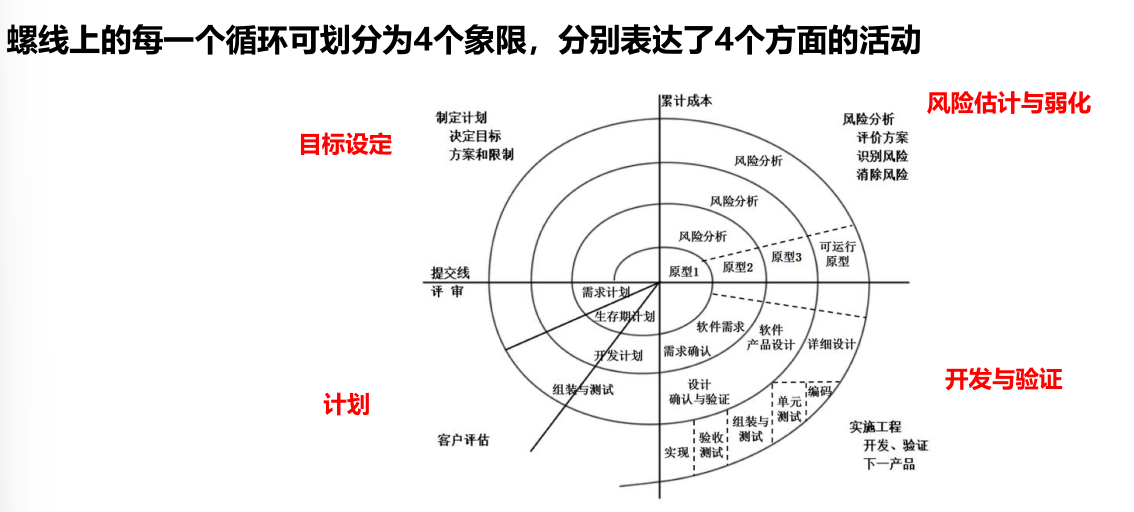 螺线上的每一个循环可划分为4个象限，分别表达了4个方面的活动
累计成本
风险估计与弱化
制定计划
决定目标
方案和限制
目标设定
风险分析
评价方案
识别风险
消除风险
风险分析
风险分析
风险分析
原型1
原型2
原型3
可运行
原型
提交线
评 审
需求计划
生存期计划
开发计划
组装与测试
软件需求
需求确认
软件
产品设计
详细设计
设计
确认与验证
编码
单元
测试
组装与
测试
验收
测试
实现
开发与验证
计划
客户评估
实施工程
开发、验证
下一产品